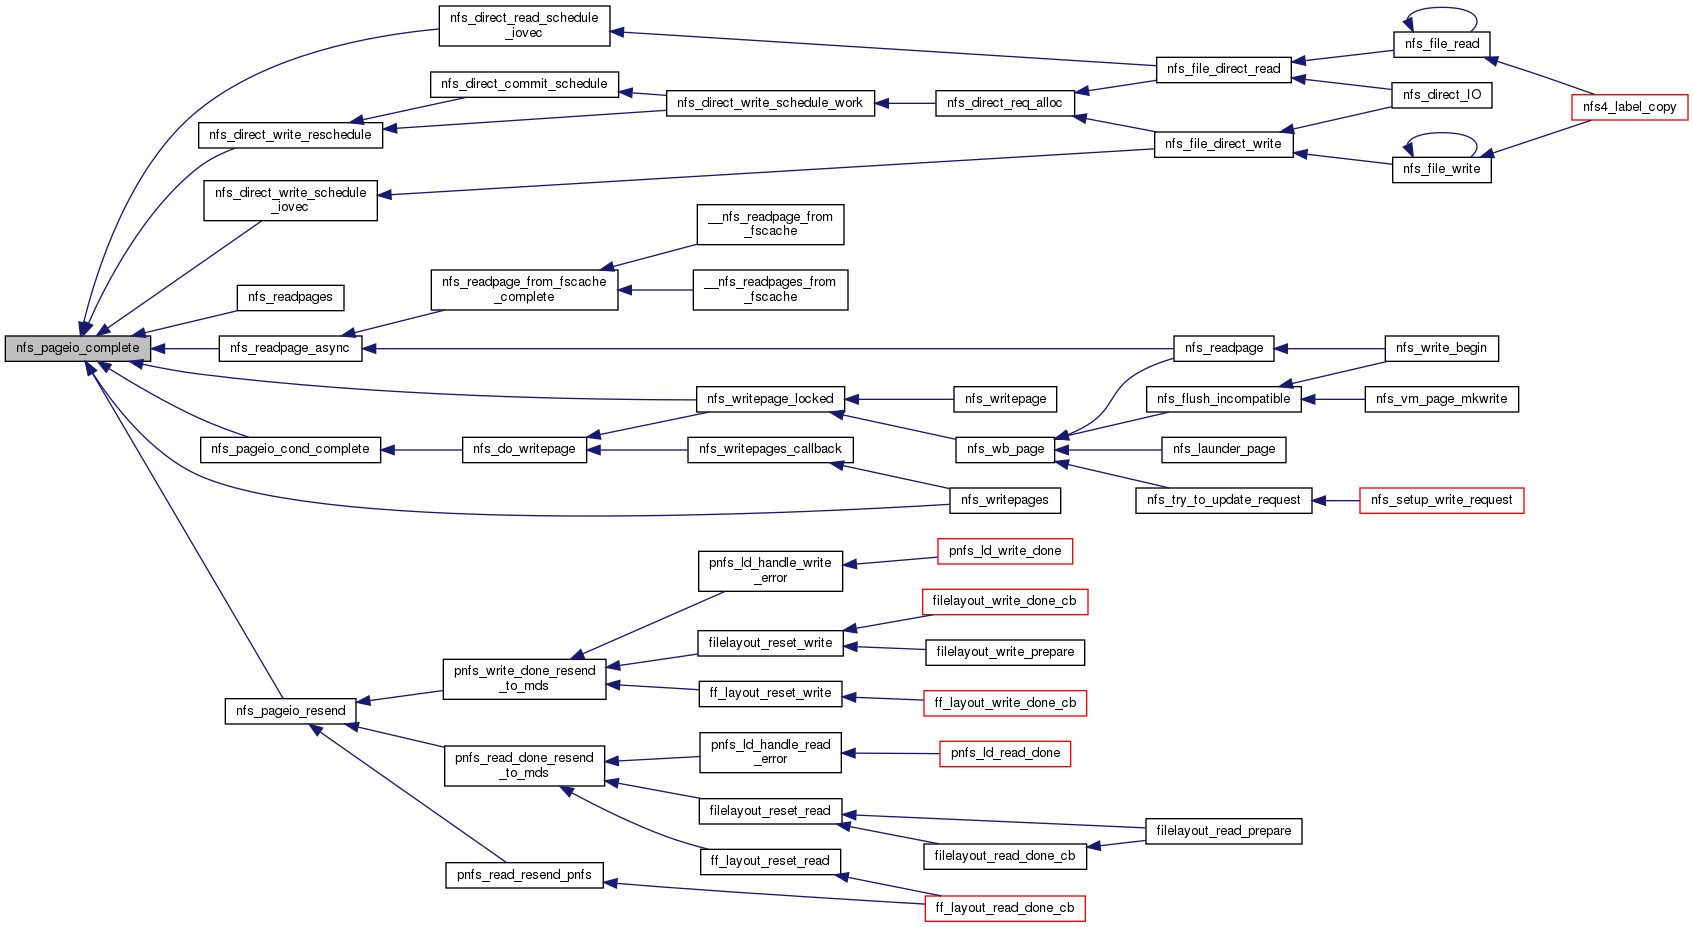 nfs_direct_read_schedule
_iovec
nfs_file_read
nfs_file_direct_read
nfs_direct_commit_schedule
nfs_direct_IO
nfs_direct_write_schedule_work
nfs_direct_req_alloc
nfs4_label_copy
nfs_direct_write_reschedule
nfs_file_direct_write
nfs_file_write
nfs_direct_write_schedule
_iovec
__nfs_readpage_from
_fscache
nfs_readpage_from_fscache
_complete
__nfs_readpages_from
_fscache
nfs_readpages
nfs_pageio_complete
nfs_readpage_async
nfs_readpage
nfs_write_begin
nfs_writepage_locked
nfs_writepage
nfs_flush_incompatible
nfs_vm_page_mkwrite
nfs_pageio_cond_complete
nfs_do_writepage
nfs_writepages_callback
nfs_wb_page
nfs_launder_page
nfs_writepages
nfs_try_to_update_request
nfs_setup_write_request
pnfs_ld_write_done
pnfs_ld_handle_write
_error
filelayout_write_done_cb
filelayout_reset_write
filelayout_write_prepare
pnfs_write_done_resend
_to_mds
ff_layout_reset_write
ff_layout_write_done_cb
nfs_pageio_resend
pnfs_ld_handle_read
_error
pnfs_ld_read_done
pnfs_read_done_resend
_to_mds
filelayout_reset_read
filelayout_read_prepare
filelayout_read_done_cb
ff_layout_reset_read
pnfs_read_resend_pnfs
ff_layout_read_done_cb